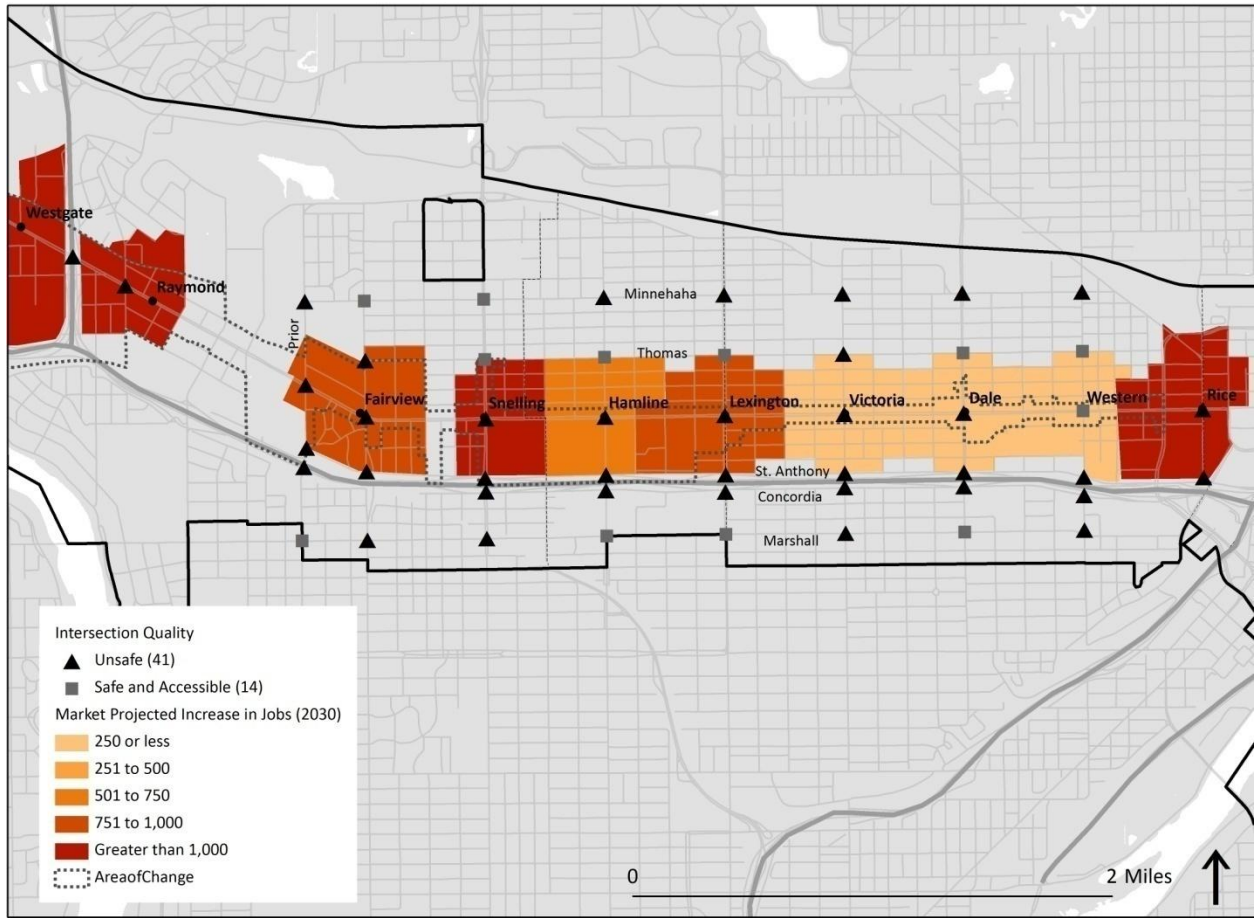 Westgate
Raymond
Minnehaha
Prior
Thomas
Fairview
Snelling
Hamline
Lexington
Victoria
Dale
Western
Rice
St. Anthony
Concordia
Marshall
Intersection Quality
Unsafe (41)
Safe and Accessible (14)
Market Projected Increase in Jobs (2030)
250 or less
251 to 500
501 to 750
751 to 1,000
Greater than 1,000
AreaofChange
0 2 Miles